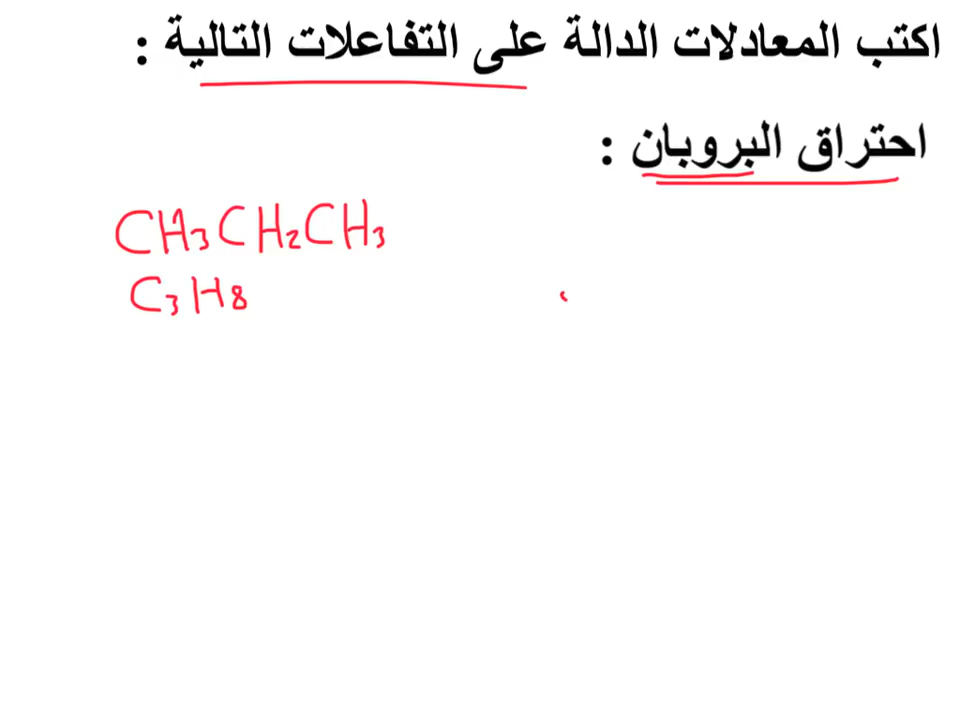 اكتب المعادلات الدالة على التفاعلات التالية :
احتراق البروبان :
CH₃CH₂CH₃
C₃H₈